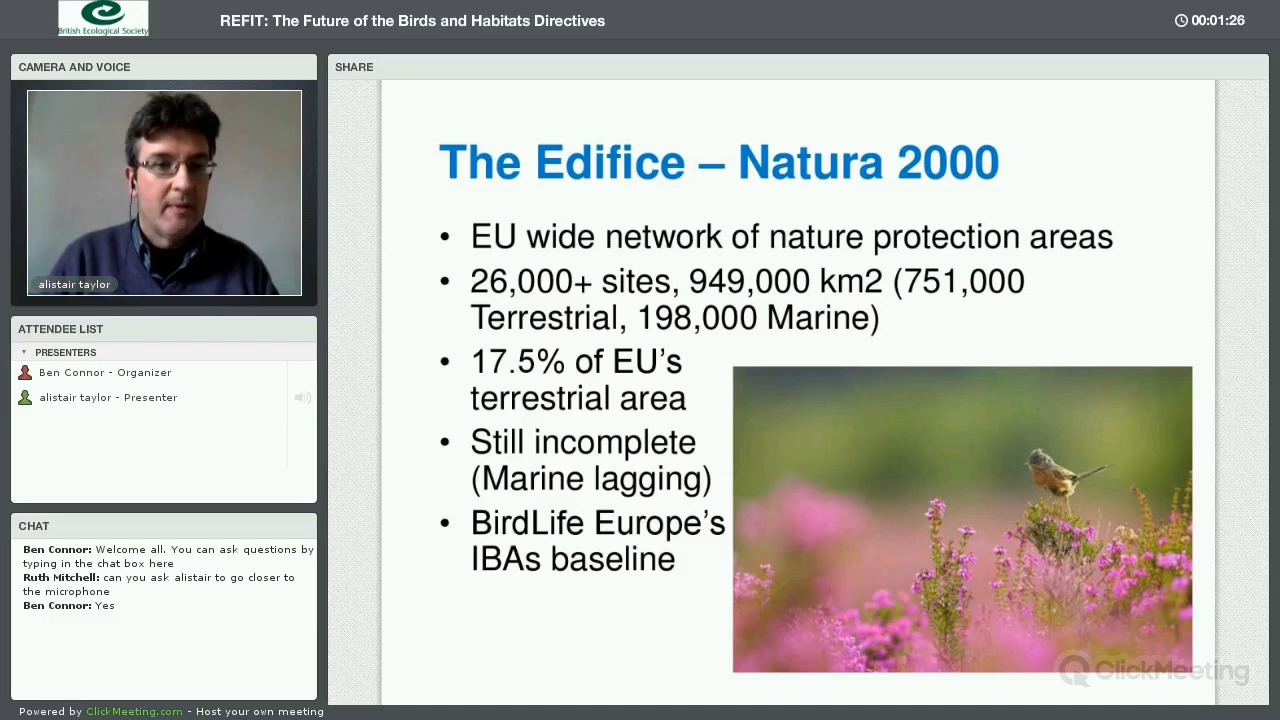 British Ecological Society
REFIT: The Future of the Birds and Habitats Directives
00:01:26
CAMERA AND VOICE
alistair taylor
ATTENDEE LIST
PRESENTERS
Ben Connor - Organizer
alistair taylor - Presenter
CHAT
Ben Connor: Welcome all. You can ask questions by
typing in the chat box here
Ruth Mitchell: can you ask alistair to go closer to
the microphone
Ben Connor: Yes
SHARE
The Edifice – Natura 2000
• EU wide network of nature protection areas
• 26,000+ sites, 949,000 km2 (751,000
Terrestrial, 198,000 Marine)
• 17.5% of EU’s
terrestrial area
• Still incomplete
(Marine lagging)
• BirdLife Europe’s
IBAs baseline
ClickMeeting
Powered by ClickMeeting.com - Host your own meeting